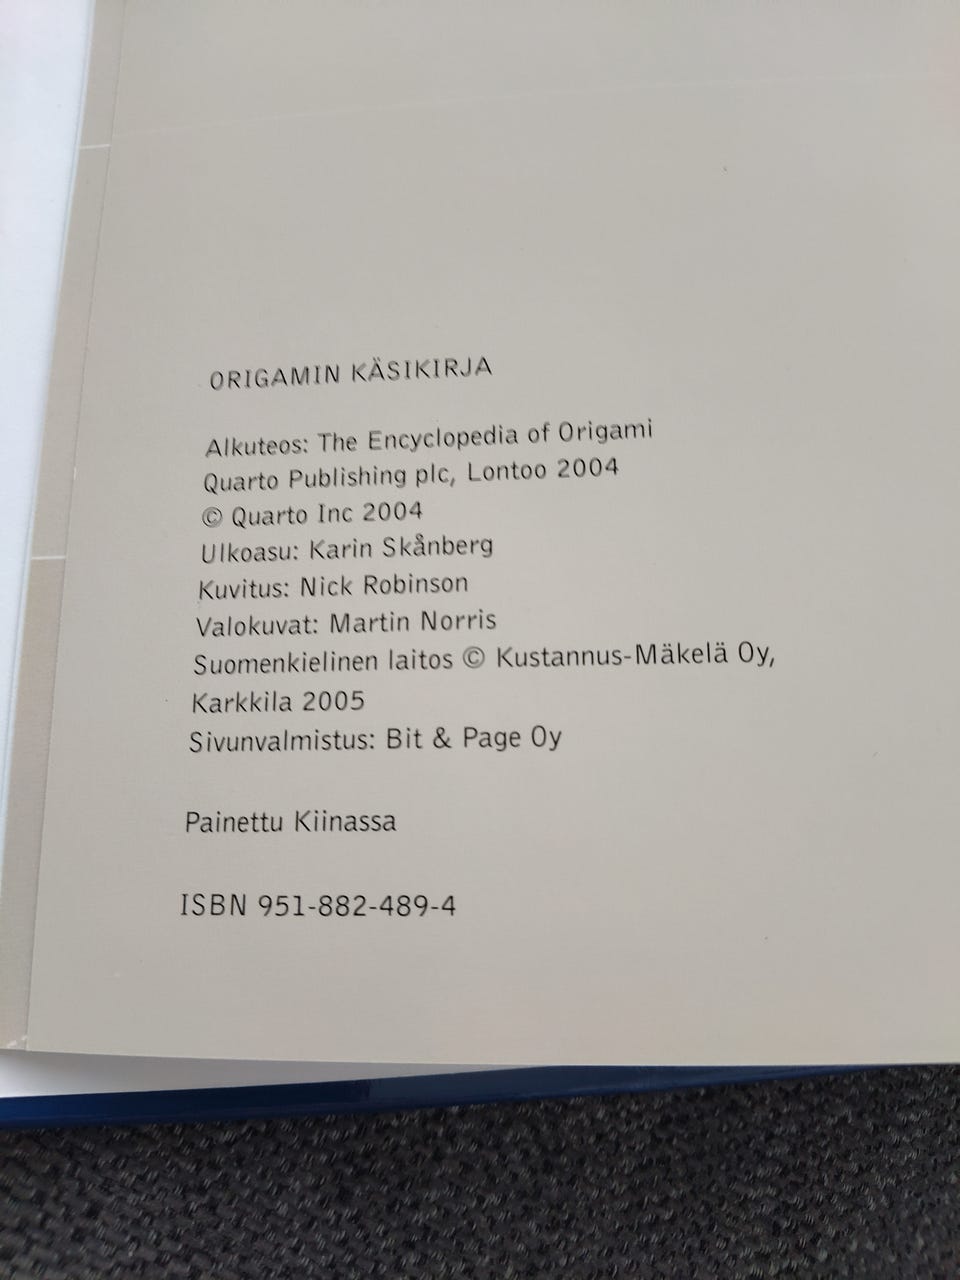 ORIGAMIN KÄSIKIRJA
Alkuteos: The Encyclopedia of Origami
Quarto Publishing plc, Lontoo 2004
© Quarto Inc 2004
Ulkoasu: Karin Skånberg
Kuvitus: Nick Robinson
Valokuvat: Martin Norris
Suomenkielinen laitos © Kustannus-Mäkelä Oy,
Karkkila 2005
Sivunvalmistus: Bit & Page Oy
Painettu Kiinassa
ISBN 951-882-489-4